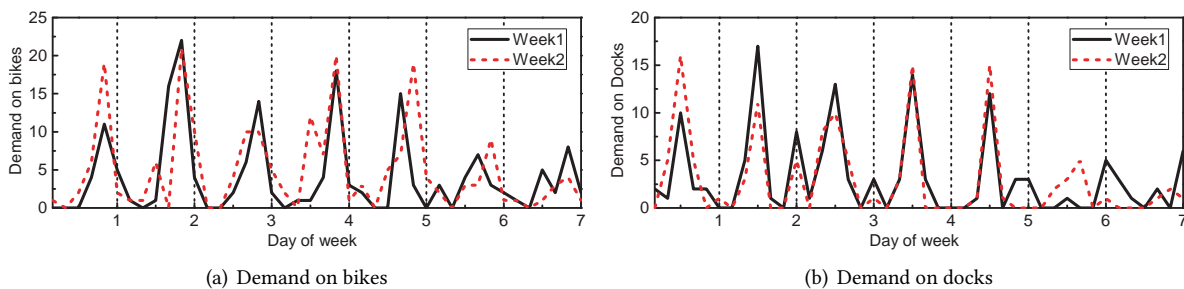 25
20
15
10
5
0
Demand on bikes
Week1
Week2
1 2 3 4 5 6 7
Day of week
(a) Demand on bikes
20
15
10
5
0
Demand on Docks
Week1
Week2
1 2 3 4 5 6 7
Day of week
(b) Demand on docks